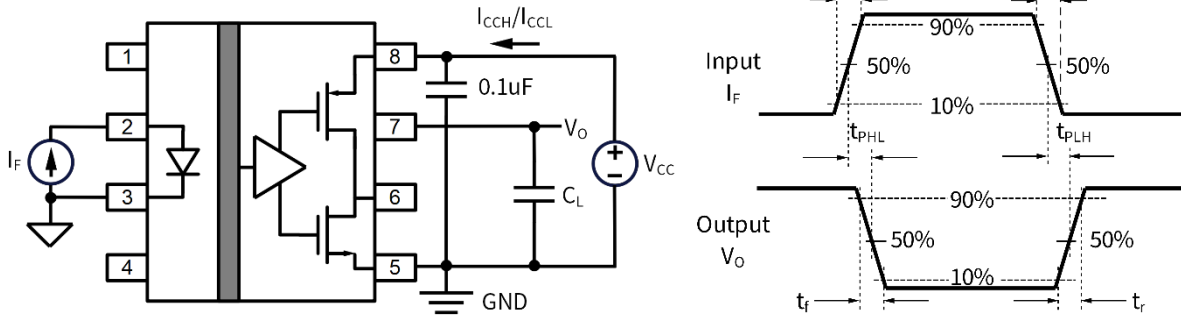 I_CCH/I_CCL
1
2
3
4
8
7
6
5
0.1uF
V_O
I_F
C_L
V_CC
GND
Input
I_F
90%
50%
50%
10%
t_PHL
t_PLH
Output
V_O
90%
50%
50%
10%
t_f
t_r